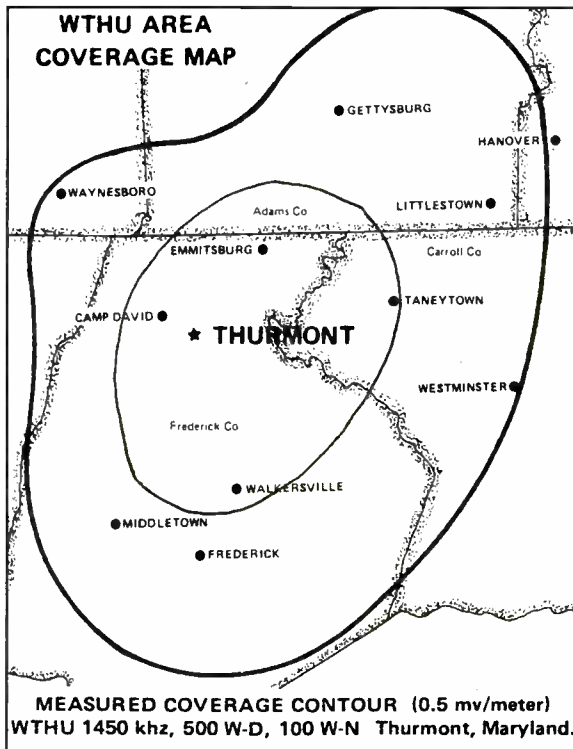 WTHU AREA
COVERAGE MAP
GETTYSBURG
HANOVER
WAYNESBORO
LITTLESTOWN
Adams Co
EMMITSBURG
Carroll Co
TANEYTOWN
CAMP DAVID
★ THURMONT
WESTMINSTER
Frederick Co
WALKERSVILLE
MIDDLETOWN
FREDERICK
MEASURED COVERAGE CONTOUR (0.5 mv/meter)
WTHU 1450 khz, 500 W-D, 100 W-N Thurmont, Maryland.